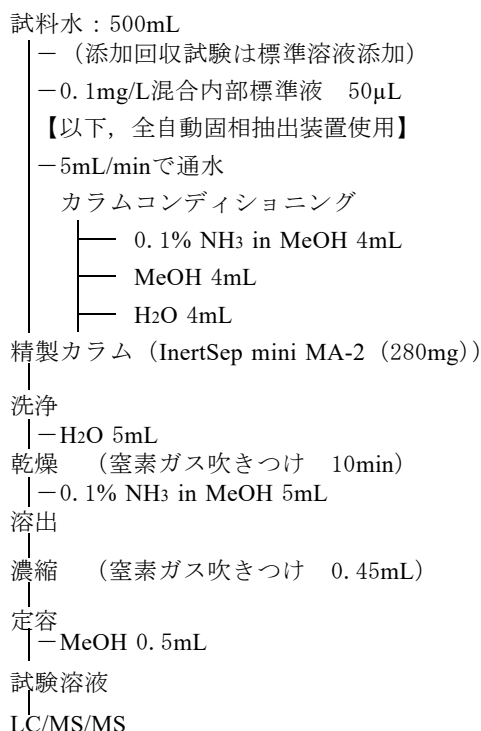 試料水：500mL
－（添加回収試験は標準溶液添加）
－0.1mg/L混合内部標準液　50µL
【以下，全自動固相抽出装置使用】
－5mL/minで通水
カラムコンディショニング
0.1% NH3 in MeOH 4mL
MeOH 4mL
H2O 4mL
精製カラム（InertSep mini MA-2（280mg））
洗浄
－H2O 5mL
乾燥　（窒素ガス吹きつけ　10min）
－0.1% NH3 in MeOH 5mL
溶出
濃縮　（窒素ガス吹きつけ　0.45mL）
定容
－MeOH 0.5mL
試験溶液
LC/MS/MS